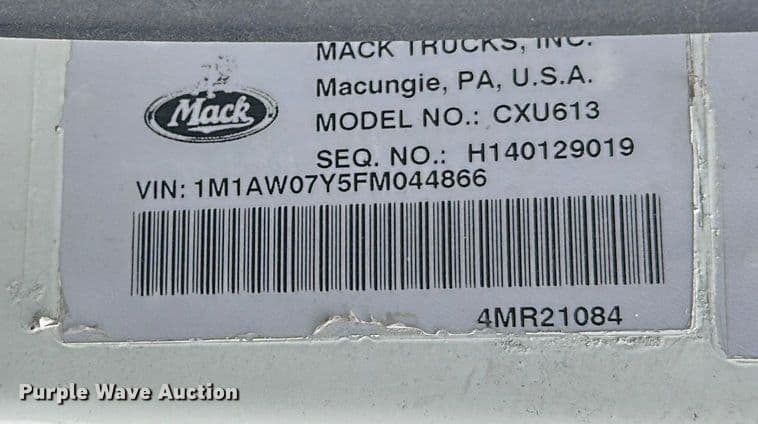 MACK TRUCKS, INC.
Macungie, PA, U.S.A.
Mack
MODEL NO.: CXU613
SEQ. NO.: H140129019
VIN: 1M1AW07Y5FM044866
4MR21084
Purple Wave Auction